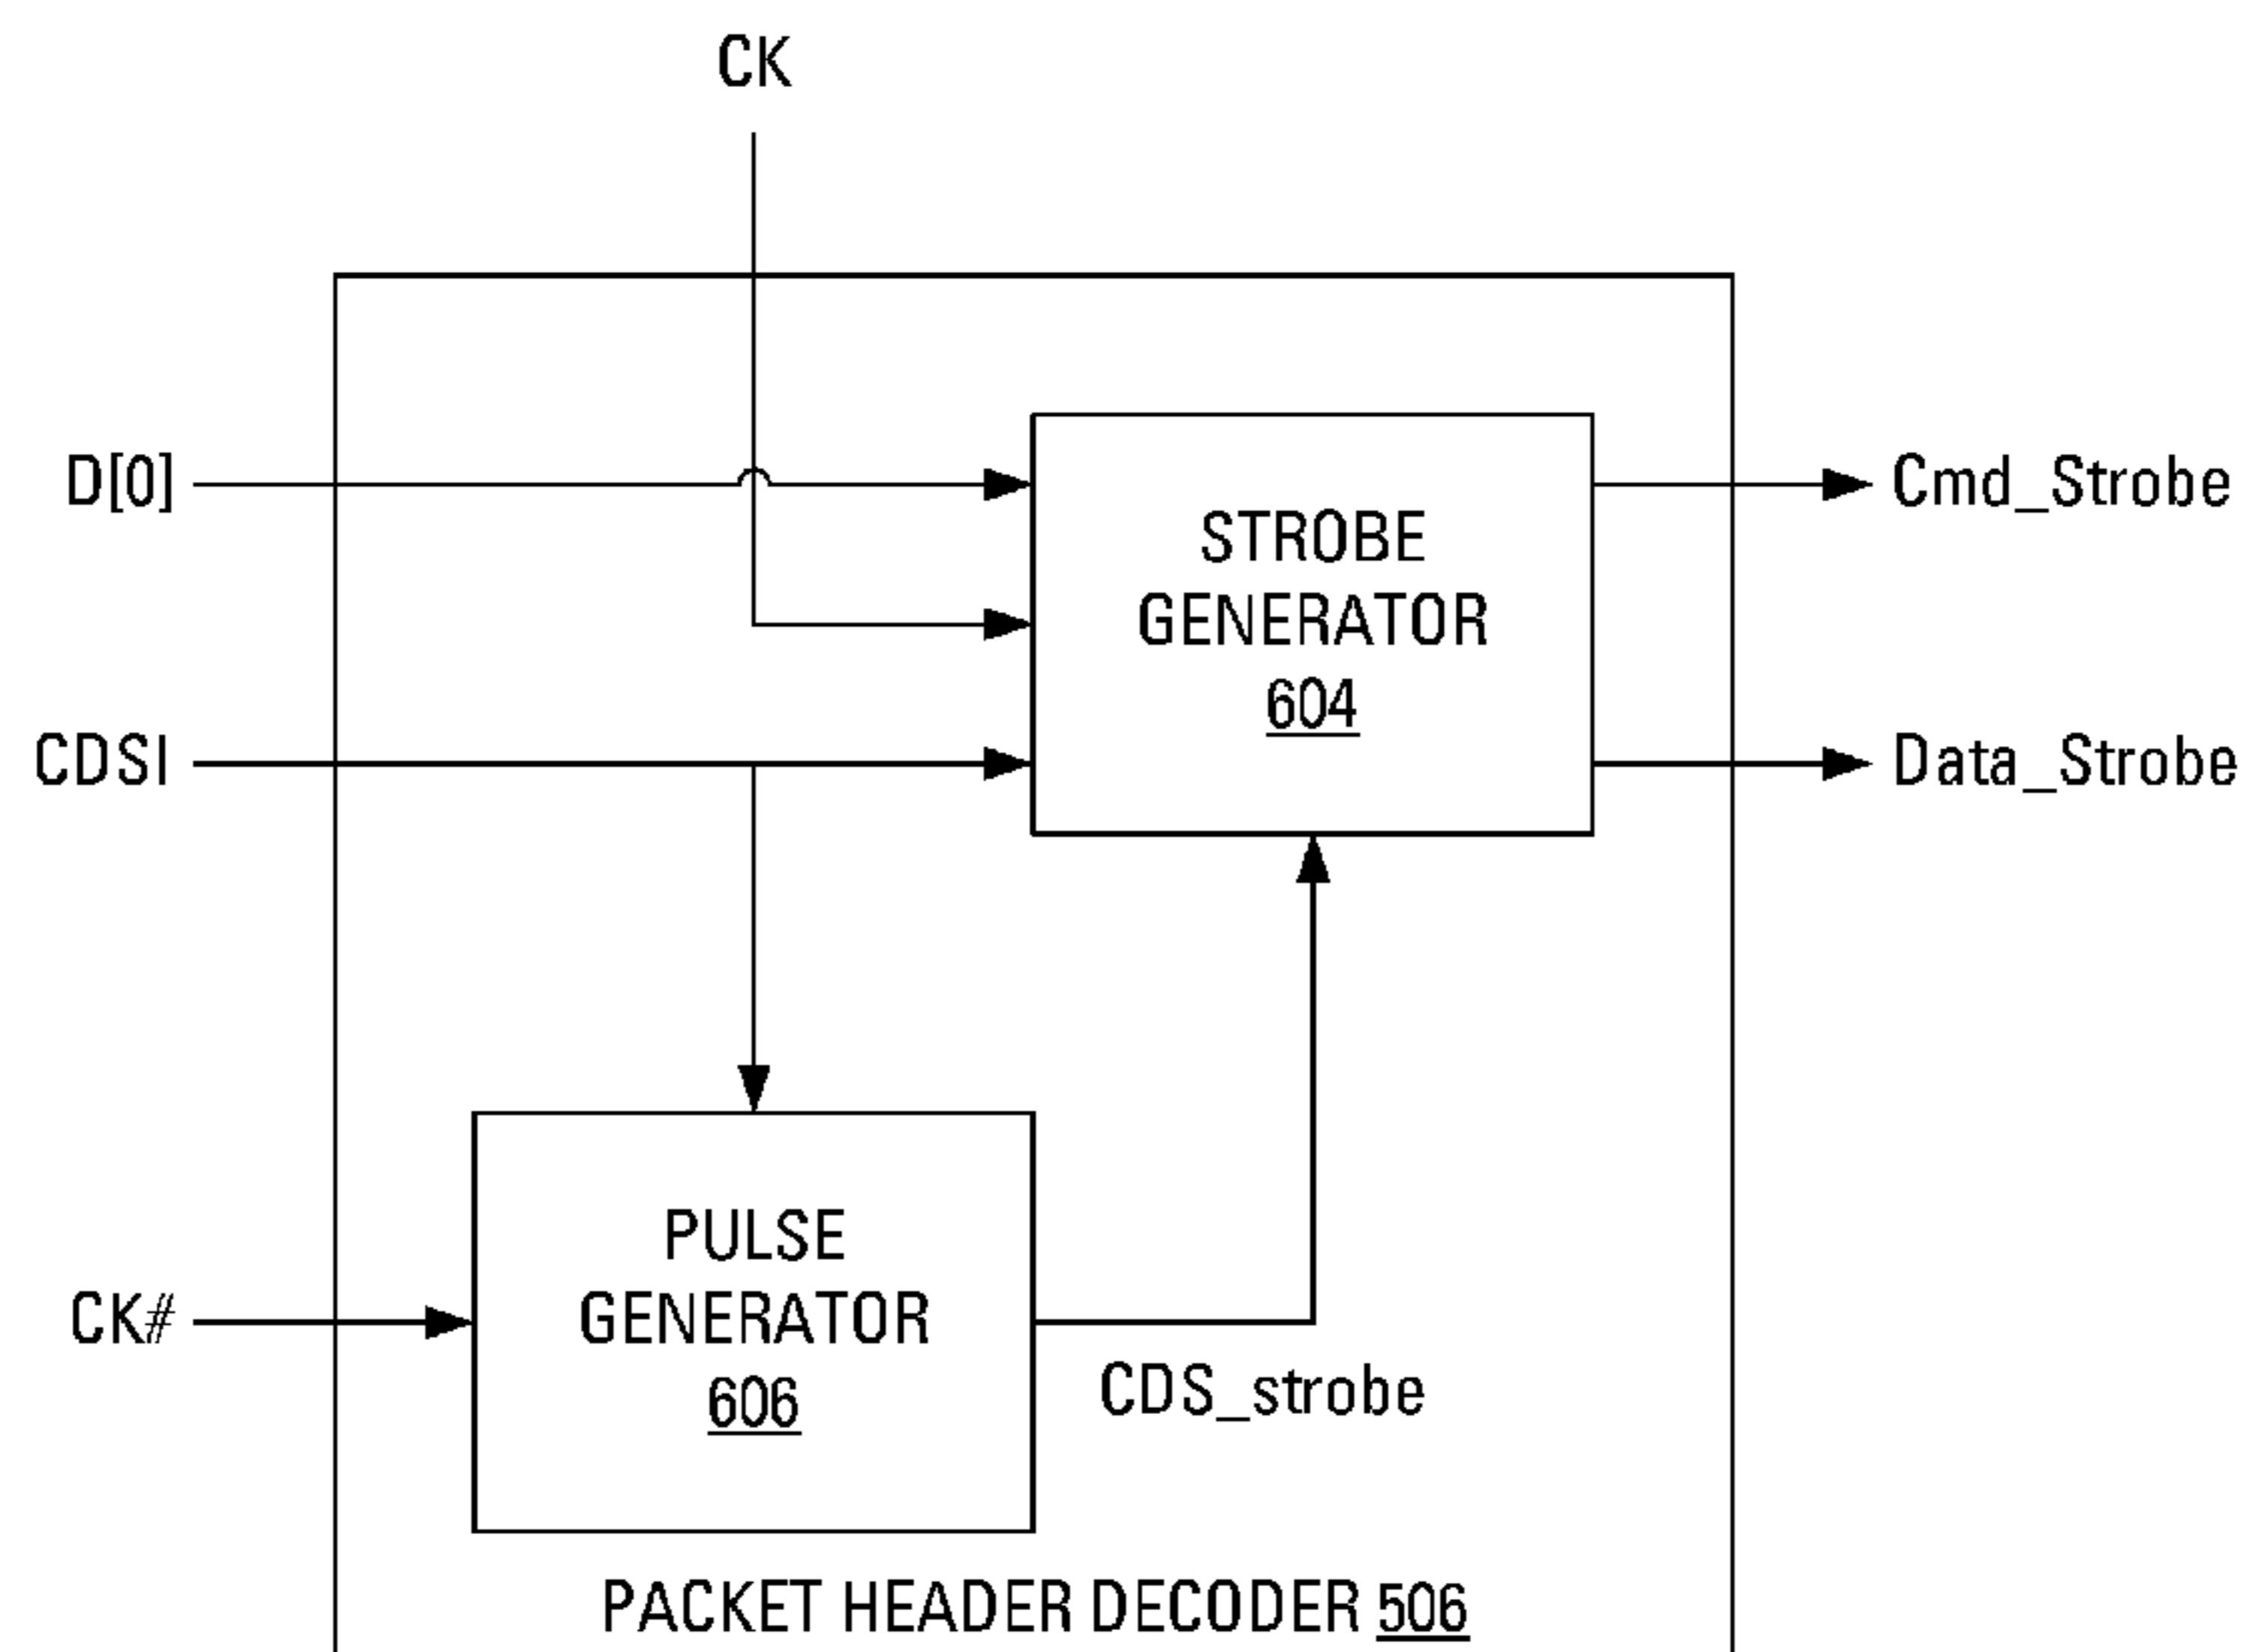 CK
D[0]
Cmd_Strobe
STROBE
GENERATOR
604
CDSI
Data_Strobe
PULSE
GENERATOR
606
CK#
CDS_strobe
PACKET HEADER DECODER 506